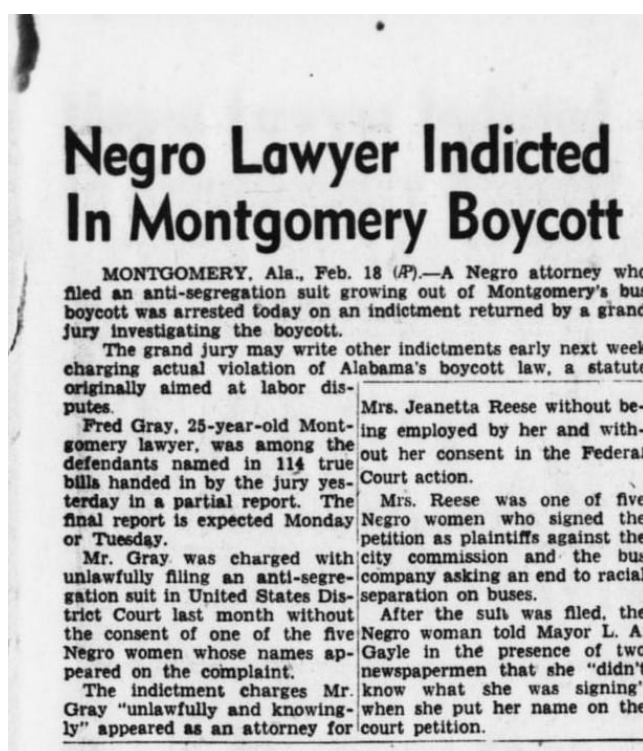 Negro Lawyer Indicted
In Montgomery Boycott
MONTGOMERY, Ala., Feb. 18 (AP).—A Negro attorney who
filed an anti-segregation suit growing out of Montgomery's bus
boycott was arrested today on an indictment returned by a grand
jury investigating the boycott.
The grand jury may write other indictments early next week
charging actual violation of Alabama's boycott law, a statute
originally aimed at labor dis-
putes.
Fred Gray, 25-year-old Mont-
gomery lawyer, was among the
defendants named in 114 true
bills handed in by the jury yes-
terday in a partial report. The
final report is expected Monday
or Tuesday.
Mr. Gray was charged with
unlawfully filing an anti-segre-
gation suit in United States Dis-
trict Court last month without
the consent of one of the five
Negro women whose names ap-
peared on the complaint.
The indictment charges Mr.
Gray "unlawfully and knowing-
ly" appeared as an attorney for
Mrs. Jeanetta Reese without be-
ing employed by her and with-
out her consent in the Federal
Court action.
Mrs. Reese was one of five
Negro women who signed the
petition as plaintiffs against the
city commission and the bus
company asking an end to racial
separation on buses.
After the suit was filed, the
Negro woman told Mayor L. A.
Gayle in the presence of two
newspapermen that she "didn't
know what she was signing"
when she put her name on the
court petition.